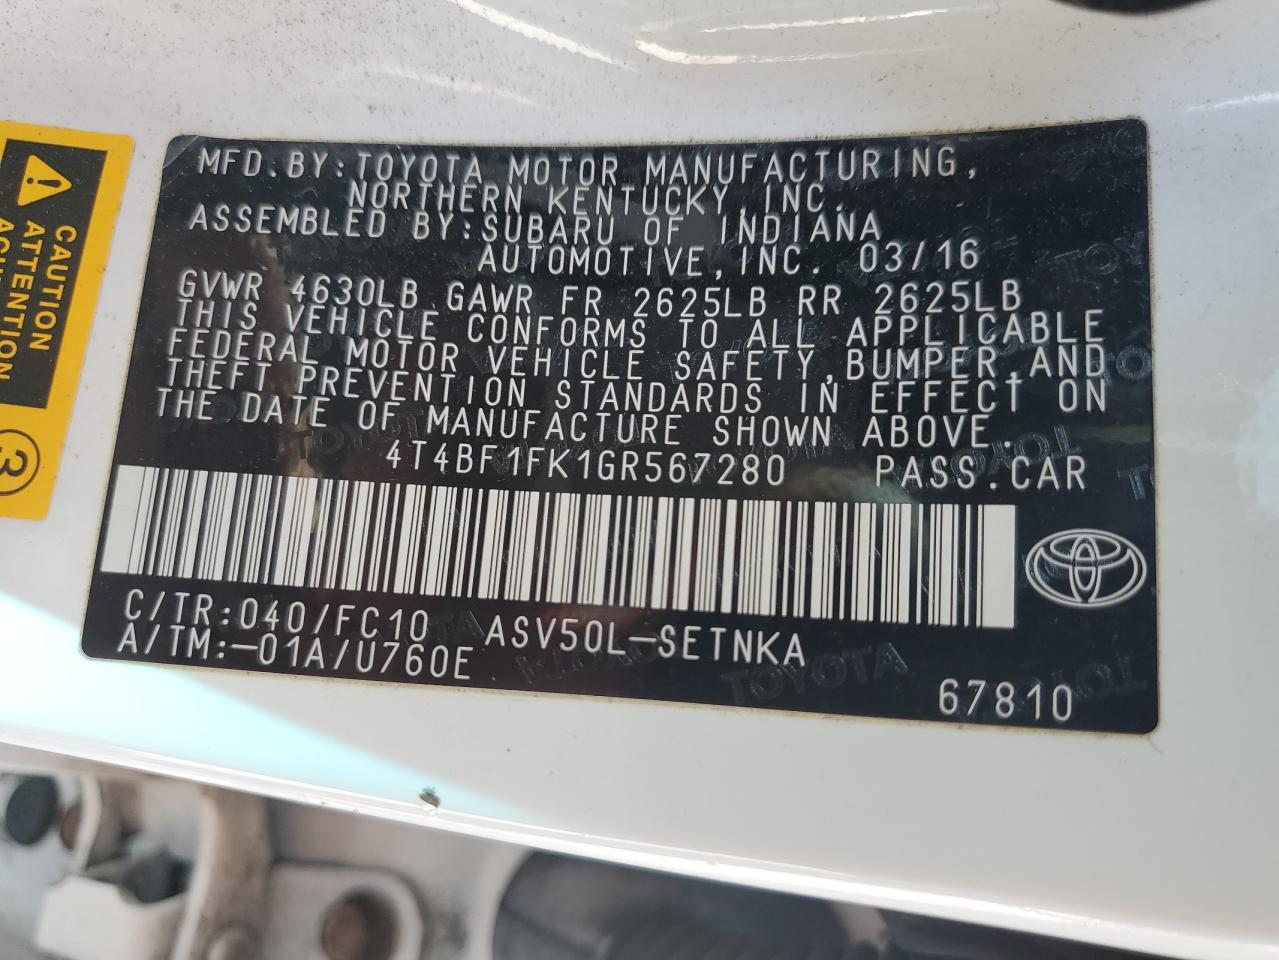 MFD.BY:TOYOTA MOTOR MANUFACTURING,
NORTHERN KENTUCKY,INC.
ASSEMBLED BY:SUBARU OF INDIANA
AUTOMOTIVE,INC. 03/16
GVWR 4630LB GAWR FR 2625LB RR 2625LB
THIS VEHICLE CONFORMS TO ALL APPLICABLE
FEDERAL MOTOR VEHICLE SAFETY,BUMPER,AND
THEFT PREVENTION STANDARDS IN EFFECT ON
THE DATE OF MANUFACTURE SHOWN ABOVE.
4T4BF1FK1GR567280 PASS.CAR
C/TR:040/FC10 ASV50L-SETNKA
A/TM:-01A/U760E
67810
TOYOTA
CAUTION
ATTENTION
3